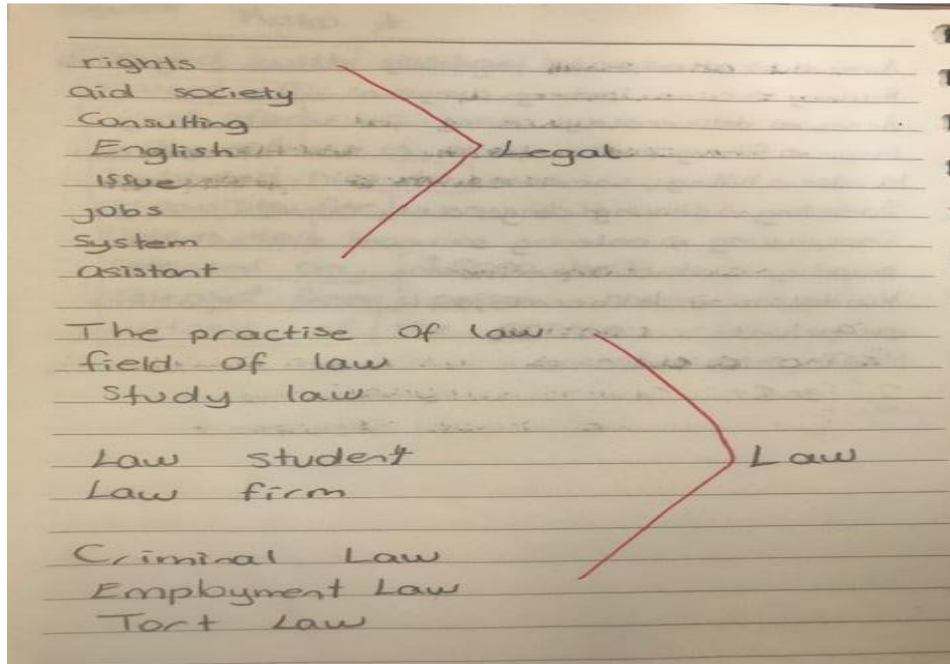 rights
aid society
Consulting
English
issue
jobs
system
asistant
Legal
The practise of law
field of law
study law
Law student
Law firm
Law
Criminal Law
Employment Law
Tort Law